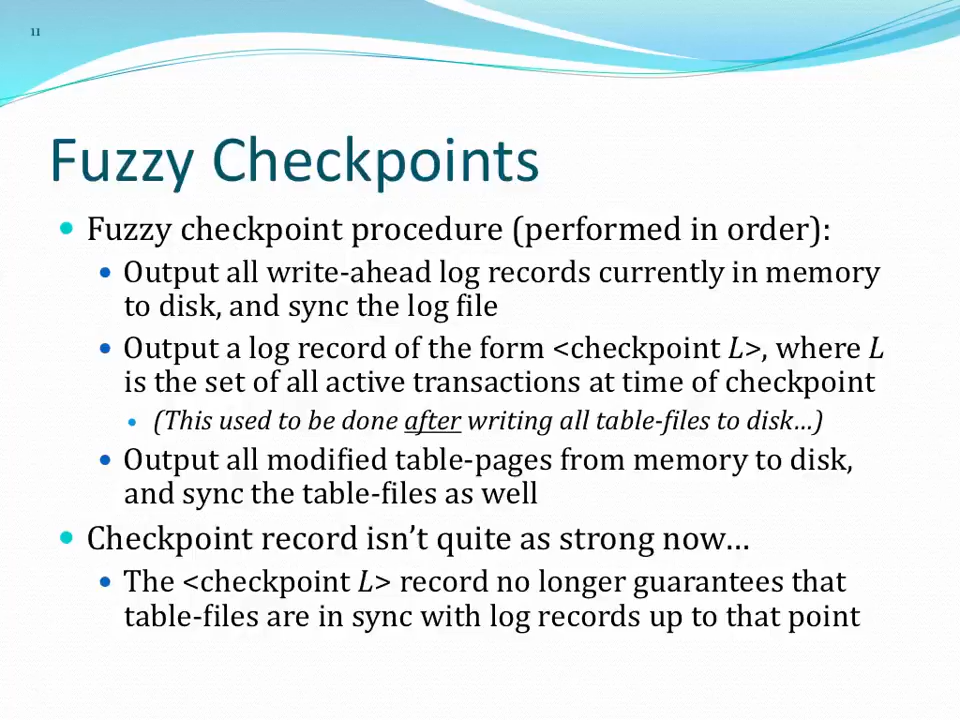 11
Fuzzy Checkpoints
• Fuzzy checkpoint procedure (performed in order):
• Output all write-ahead log records currently in memory
to disk, and sync the log file
• Output a log record of the form <checkpoint L>, where L
is the set of all active transactions at time of checkpoint
• (This used to be done after writing all table-files to disk…)
• Output all modified table-pages from memory to disk,
and sync the table-files as well
• Checkpoint record isn’t quite as strong now…
• The <checkpoint L> record no longer guarantees that
table-files are in sync with log records up to that point